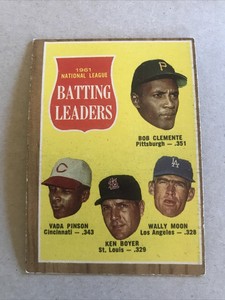 1961
NATIONAL LEAGUE
BATTING
LEADERS
P
BOB CLEMENTE
Pittsburgh — .351
C
VADA PINSON
Cincinnati — .343
KEN BOYER
St. Louis — .329
LA
WALLY MOON
Los Angeles — .328